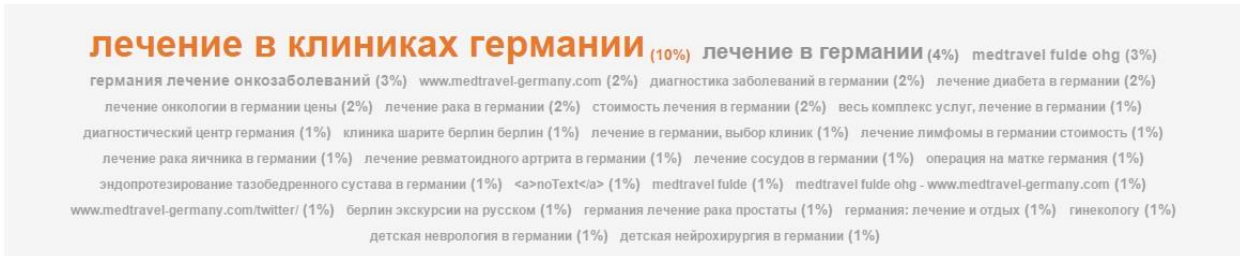 лечение в клиниках германии (10%) лечение в германии (4%) medtravel fulde ohg (3%)
германия лечение онкозаболеваний (3%) www.medtravel-germany.com (2%) диагностика заболеваний в германии (2%) лечение диабета в германии (2%)
лечение онкологии в германии цены (2%) лечение рака в германии (2%) стоимость лечения в германии (2%) весь комплекс услуг, лечение в германии (1%)
диагностический центр германия (1%) клиника шарите берлин берлин (1%) лечение в германии, выбор клиник (1%) лечение лимфомы в германии стоимость (1%)
лечение рака яичника в германии (1%) лечение ревматоидного артрита в германии (1%) лечение сосудов в германии (1%) операция на матке германия (1%)
эндопротезирование тазобедренного сустава в германии (1%) <a>noText</a> (1%) medtravel fulde (1%) medtravel fulde ohg - www.medtravel-germany.com (1%)
www.medtravel-germany.com/twitter/ (1%) берлин экскурсии на русском (1%) германия лечение рака простаты (1%) германия: лечение и отдых (1%) гинекологу (1%)
детская неврология в германии (1%) детская нейрохирургия в германии (1%)